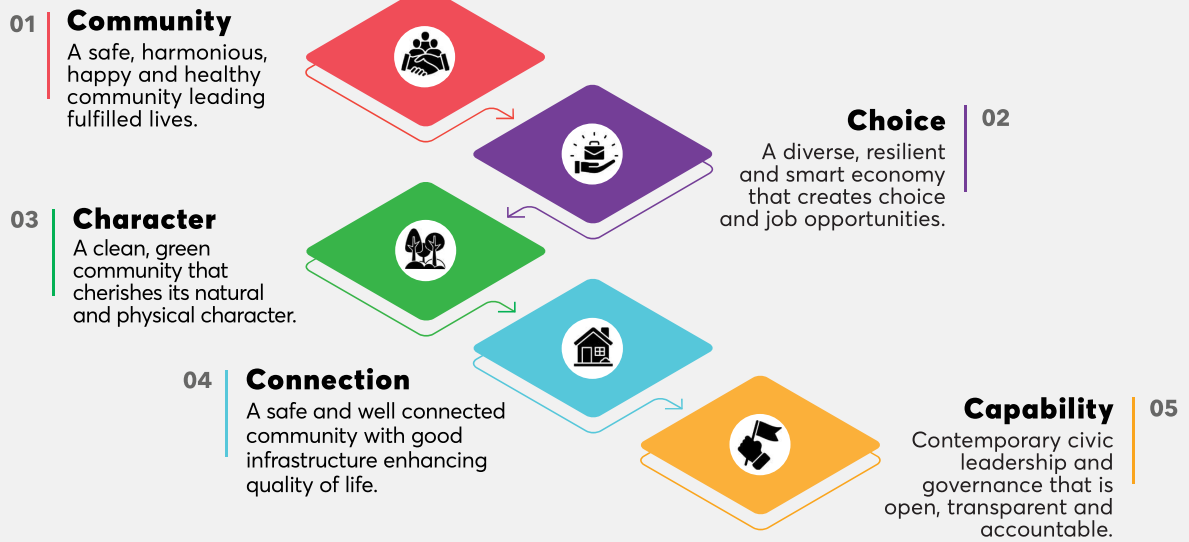 01
Community
A safe, harmonious,
happy and healthy
community leading
fulfilled lives.
Choice
02
A diverse, resilient
and smart economy
that creates choice
and job opportunities.
03
Character
A clean, green
community that
cherishes its natural
and physical character.
04
Connection
A safe and well connected
community with good
infrastructure enhancing
quality of life.
Capability
05
Contemporary civic
leadership and
governance that is
open, transparent and
accountable.